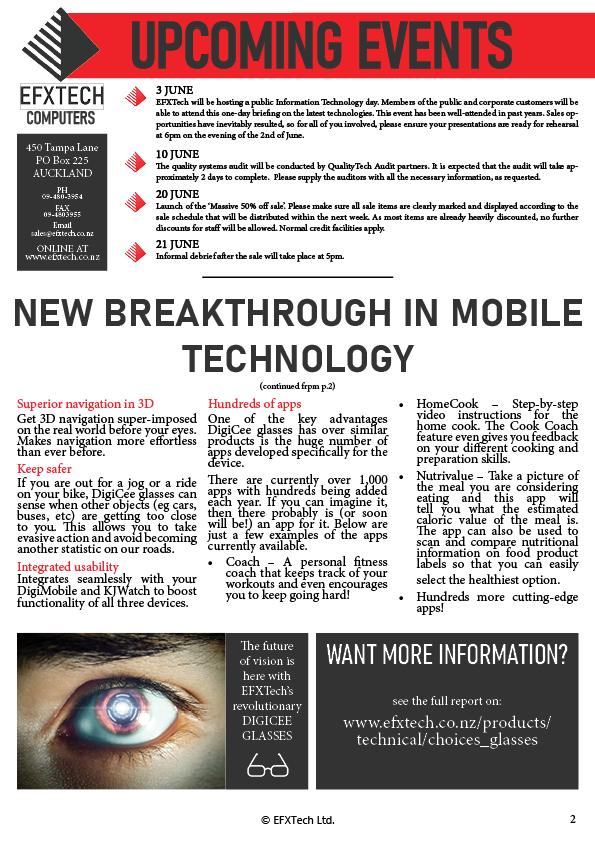 UPCOMING EVENTS
EFXTECH
COMPUTERS
450 Tampa Lane
PO Box 225
AUCKLAND
PH
09-480-3954
FAX
09-4803955
Email
sales@efxtech.co.nz
ONLINE AT
www.efxtech.co.nz
3 JUNE
EFXTech will be hosting a public Information Technology day. Members of the public and corporate customers will be
able to attend this one-day briefing on the latest technologies. This event has been well-attended in past years. Sales op-
portunities have inevitably resulted, so for all of you involved, please ensure your presentations are ready for rehearsal
at 6pm on the evening of the 2nd of June.
10 JUNE
The quality systems audit will be conducted by QualityTech Audit partners. It is expected that the audit will take ap-
proximately 2 days to complete. Please supply the auditors with all the necessary information, as requested.
20 JUNE
Launch of the ‘Massive 50% off sale’. Please make sure all sale items are clearly marked and displayed according to the
sale schedule that will be distributed within the next week. As most items are already heavily discounted, no further
discounts for staff will be allowed. Normal credit facilities apply.
21 JUNE
Informal debrief after the sale will take place at 5pm.
NEW BREAKTHROUGH IN MOBILE
TECHNOLOGY
(continued frpm p.2)
Superior navigation in 3D
Get 3D navigation super-imposed
on the real world before your eyes.
Makes navigation more effortless
than ever before.
Keep safer
If you are out for a jog or a ride
on your bike, DigiCee glasses can
sense when other objects (eg cars,
buses, etc) are getting too close
to you. This allows you to take
evasive action and avoid becoming
another statistic on our roads.
Integrated usability
Integrates seamlessly with your
DigiMobile and KJWatch to boost
functionality of all three devices.
Hundreds of apps
One of the key advantages
DigiCee glasses has over similar
products is the huge number of
apps developed specifically for the
device.
There are currently over 1,000
apps with hundreds being added
each year. If you can imagine it,
then there probably is (or soon
will be!) an app for it. Below are
just a few examples of the apps
currently available.
• Coach – A personal fitness
coach that keeps track of your
workouts and even encourages
you to keep going hard!
• HomeCook – Step-by-step
video instructions for the
home cook. The Cook Coach
feature even gives you feedback
on your different cooking and
preparation skills.
• Nutrivalue – Take a picture of
the meal you are considering
eating and this app will
tell you what the estimated
caloric value of the meal is.
The app can also be used to
scan and compare nutritional
information on food product
labels so that you can easily
select the healthiest option.
• Hundreds more cutting-edge
apps!
The future
of vision is
here with
EFXTech’s
revolutionary
DIGICEE
GLASSES
WANT MORE INFORMATION?
see the full report on:
www.efxtech.co.nz/products/
technical/choices_glasses
© EFXTech Ltd.
2